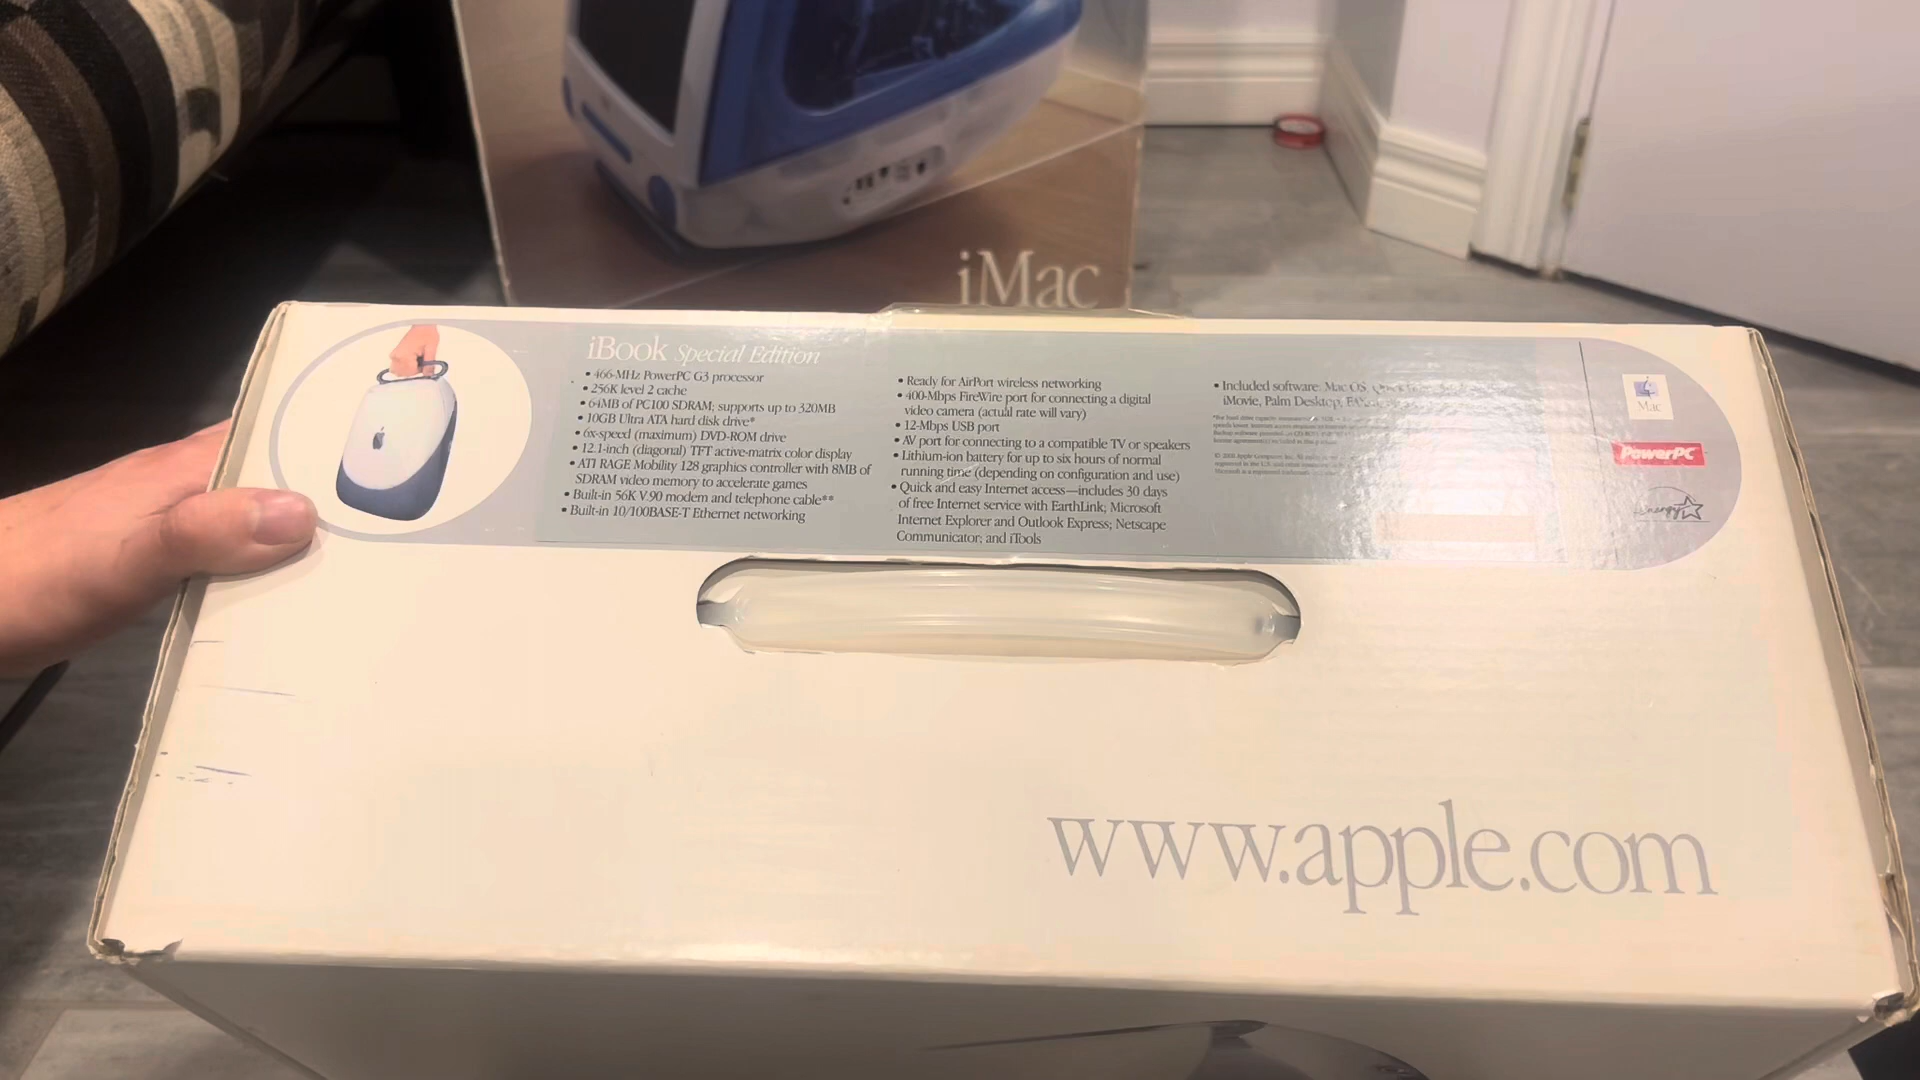 iMac
iBook Special Edition
• 466-MHz PowerPC G3 processor
• 256K level 2 cache
• 64MB of PC100 SDRAM; supports up to 320MB
• 10GB Ultra ATA hard disk drive*
• 6x-speed (maximum) DVD-ROM drive
• 12.1-inch (diagonal) TFT active-matrix color display
• ATI RAGE Mobility 128 graphics controller with 8MB of
SDRAM video memory to accelerate games
• Built-in 56K V.90 modem and telephone cable**
• Built-in 10/100BASE-T Ethernet networking
• Ready for AirPort wireless networking
• 400-Mbps FireWire port for connecting a digital
video camera (actual rate will vary)
• 12-Mbps USB port
• AV port for connecting to a compatible TV or speakers
• Lithium-ion battery for up to six hours of normal
running time (depending on configuration and use)
• Quick and easy Internet access—includes 30 days
of free Internet service with EarthLink; Microsoft
Internet Explorer and Outlook Express; Netscape
Communicator; and iTools
• Included software: Mac OS
iMovie, Palm Desktop,
Mac
PowerPC
energy
www.apple.com